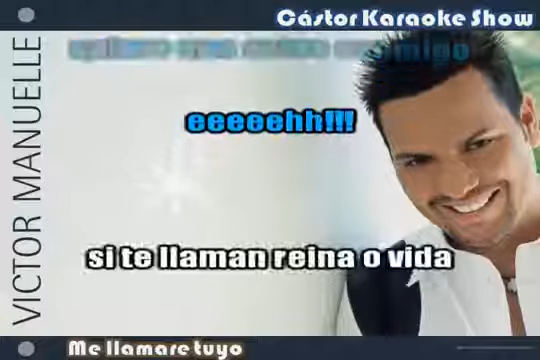 Cástor Karaoke Show
VICTOR MANUELLE
eeeeehh!!!
si te llaman reina o vida
Me llamare tuyo